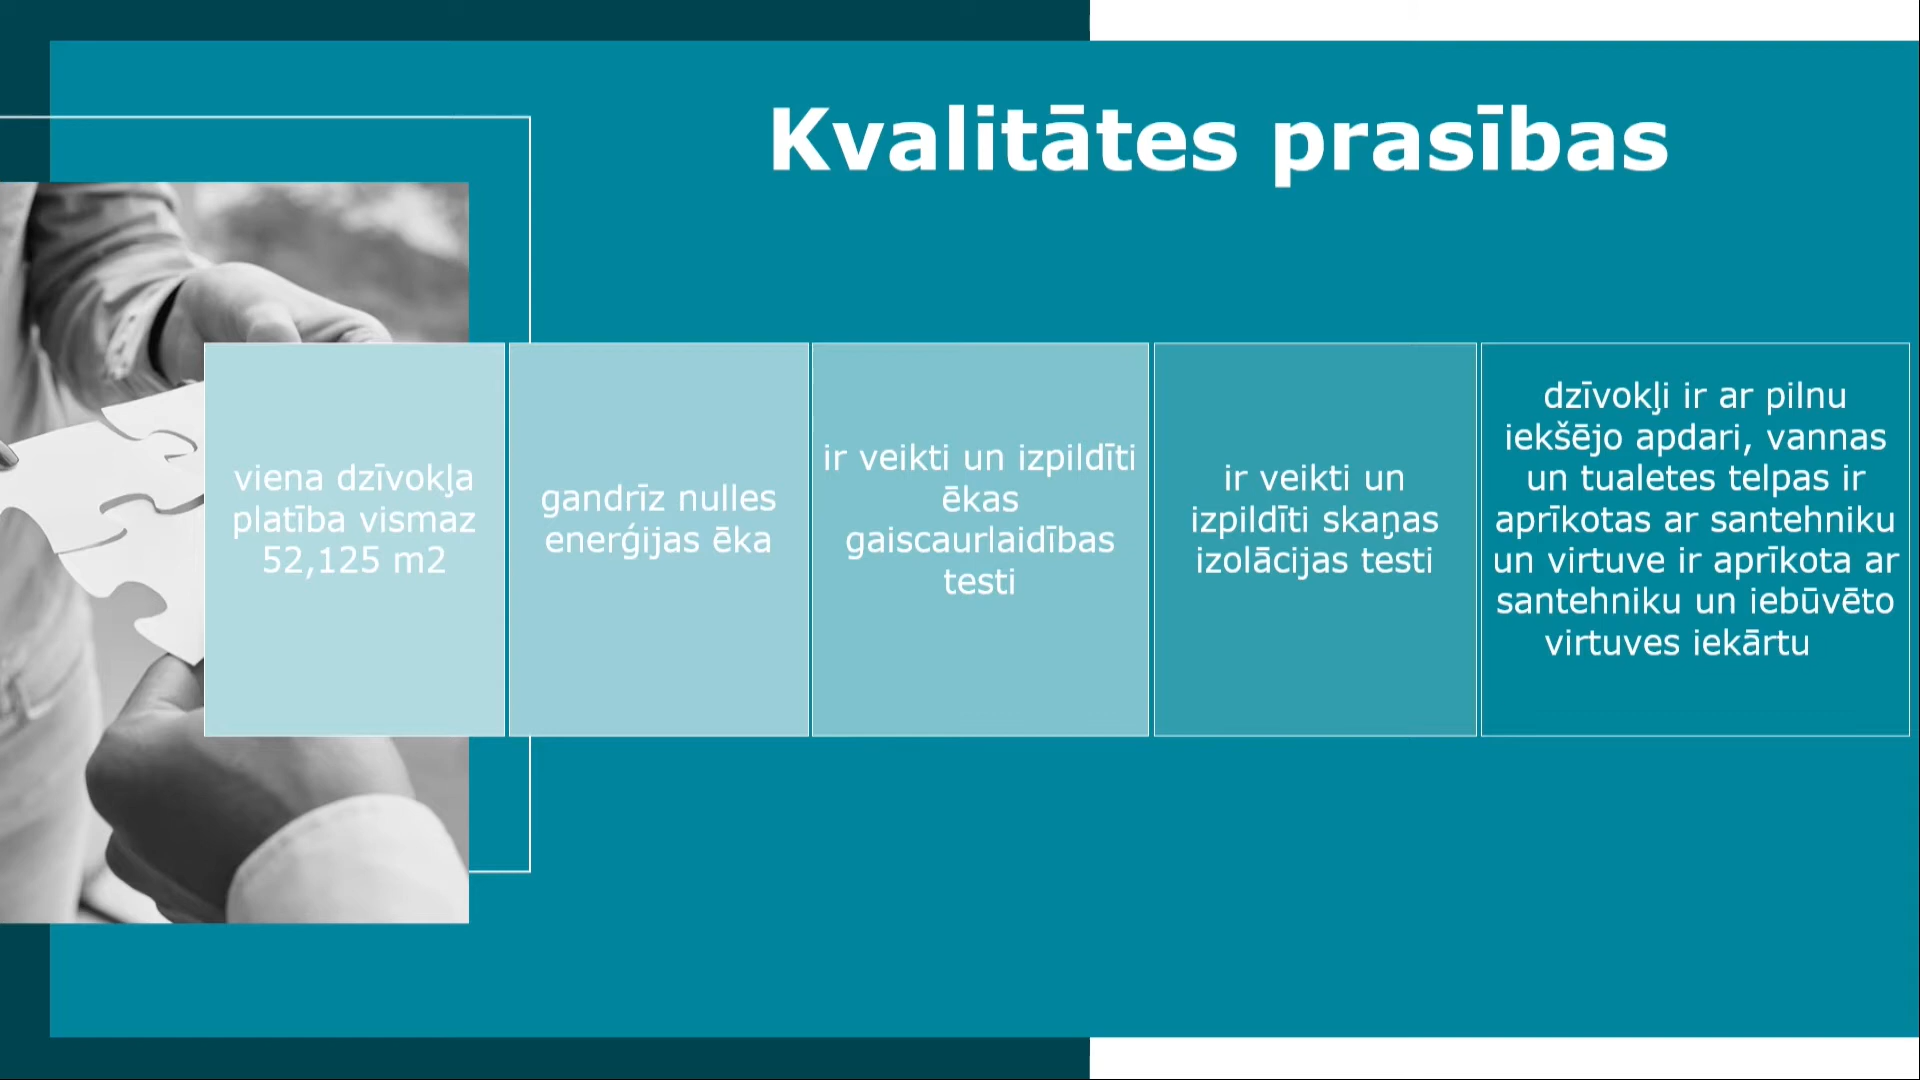 Kvalitātes prasības
viena dzīvokļa
platība vismaz
52,125 m2
gandrīz nulles
enerģijas ēka
ir veikti un izpildīti
ēkas
gaiscaurlaidības
testi
ir veikti un
izpildīti skaņas
izolācijas testi
dzīvokļi ir ar pilnu
iekšējo apdari, vannas
un tualetes telpas ir
aprīkotas ar santehniku
un virtuve ir aprīkota ar
santehniku un iebūvēto
virtuves iekārtu